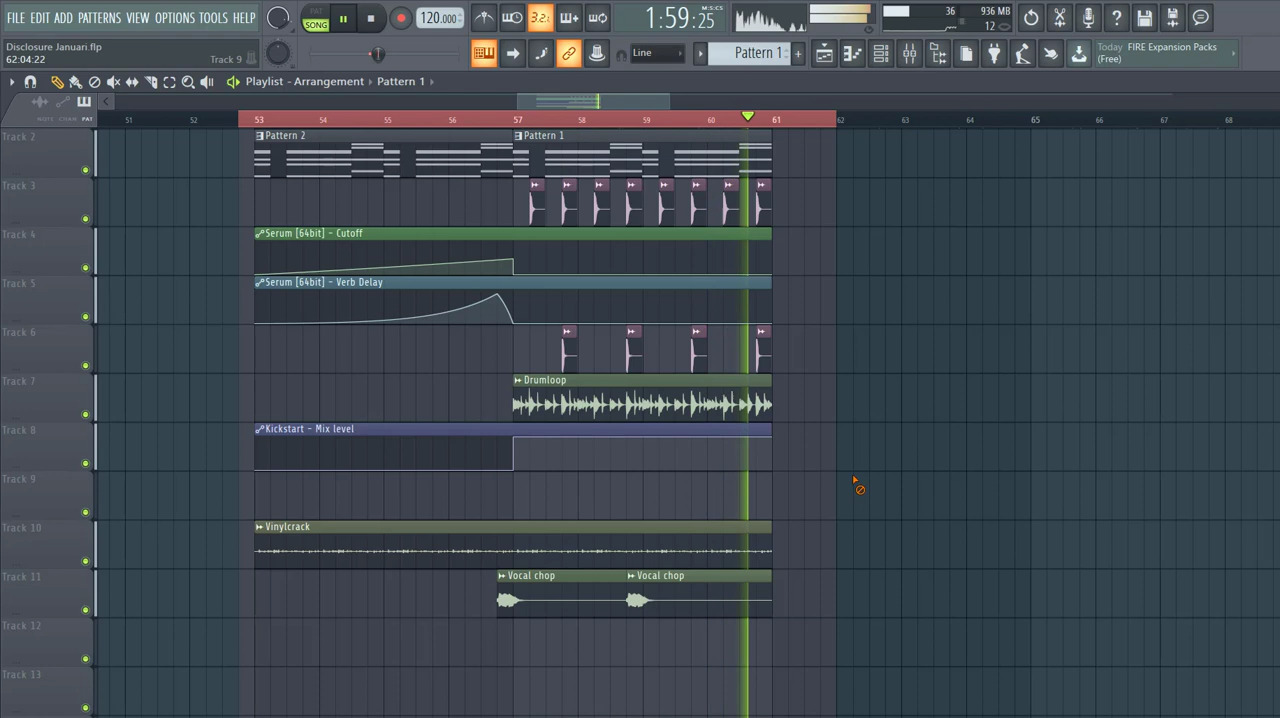 FILE EDIT ADD PATTERNS VIEW OPTIONS TOOLS HELP
PAT
SONG
120.000
3.2.
1:59:25
M:S:CS
36
936 MB
12
Disclosure Januari.flp
62:04:22
Track 9
Line
Pattern 1
+
Today
(Free)
FIRE Expansion Packs
Playlist - Arrangement
Pattern 1
NOTE CHAN PAT
51 52 53 54 55 56 57 58 59 60 61 62 63 64 65 66 67 68
Track 2
Pattern 2
Pattern 1
Track 3
Track 4
Serum [64bit] - Cutoff
Track 5
Serum [64bit] - Verb Delay
Track 6
Track 7
Drumloop
Track 8
Kickstart - Mix level
Track 9
Track 10
Vinylcrack
Track 11
Vocal chop
Vocal chop
Track 12
Track 13